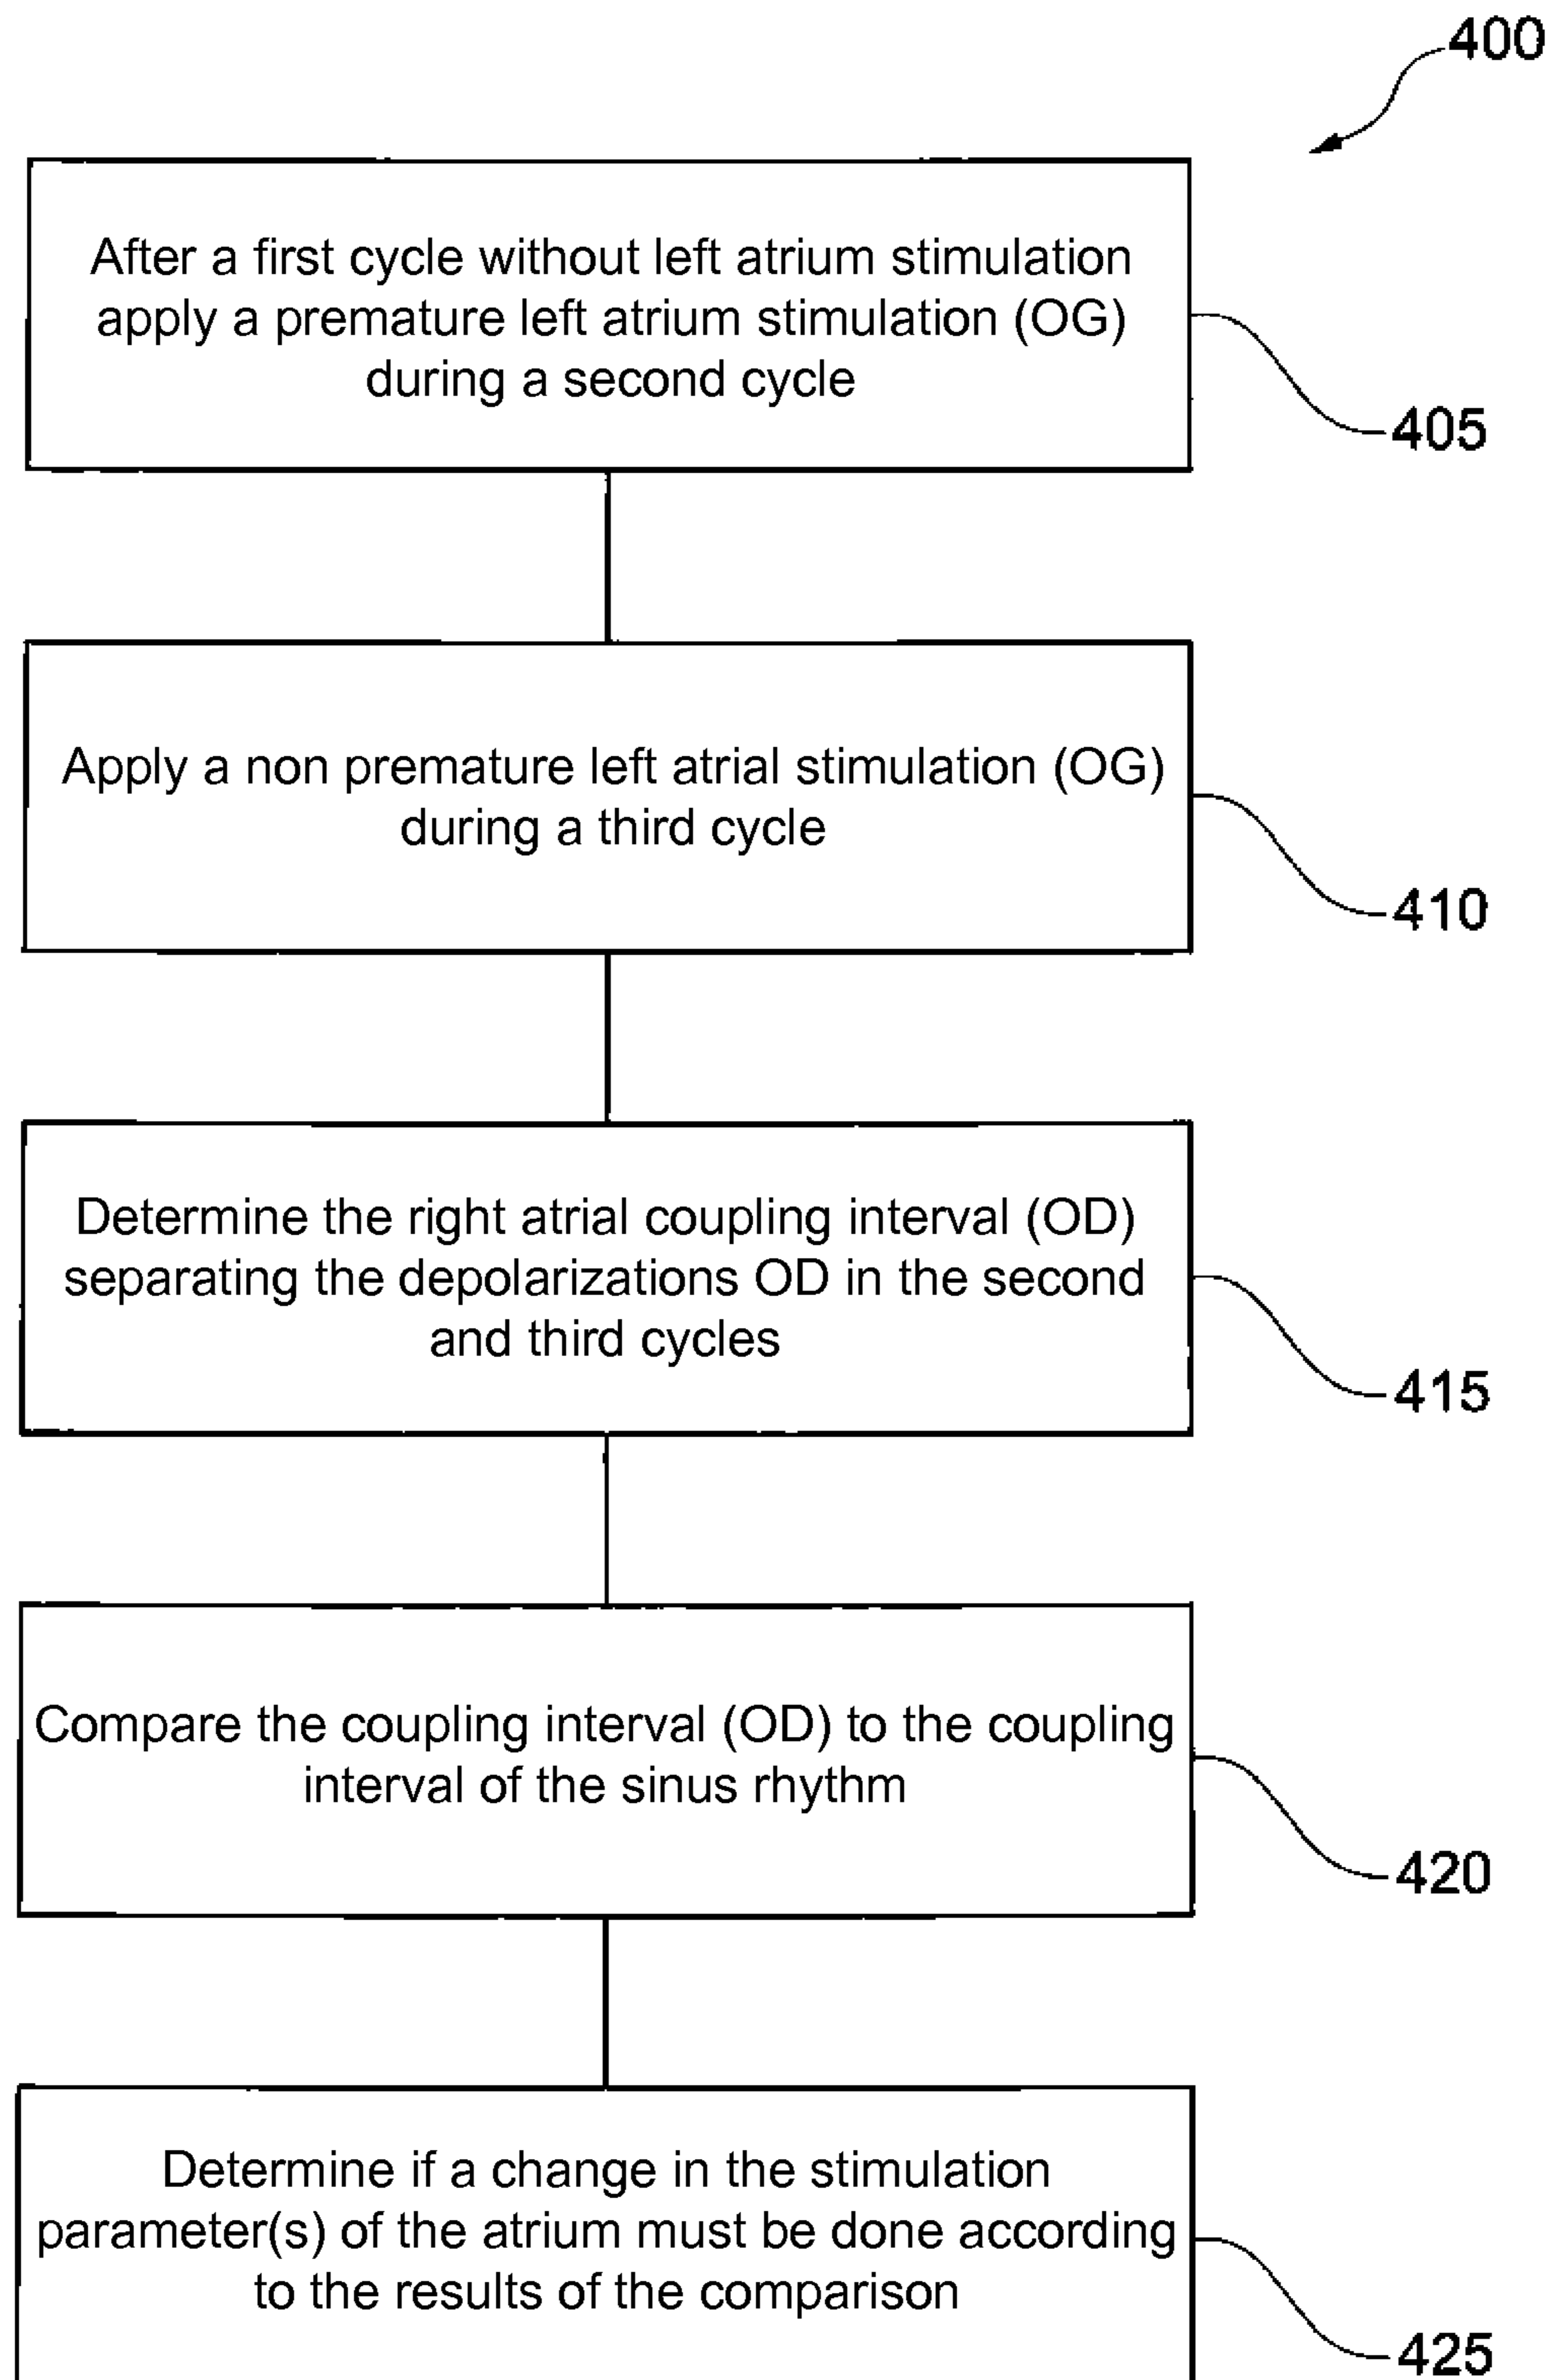 400
After a first cycle without left atrium stimulation
apply a premature left atrium stimulation (OG)
during a second cycle
405
Apply a non premature left atrial stimulation (OG)
during a third cycle
410
Determine the right atrial coupling interval (OD)
separating the depolarizations OD in the second
and third cycles
415
Compare the coupling interval (OD) to the coupling
interval of the sinus rhythm
420
Determine if a change in the stimulation
parameter(s) of the atrium must be done according
to the results of the comparison
425